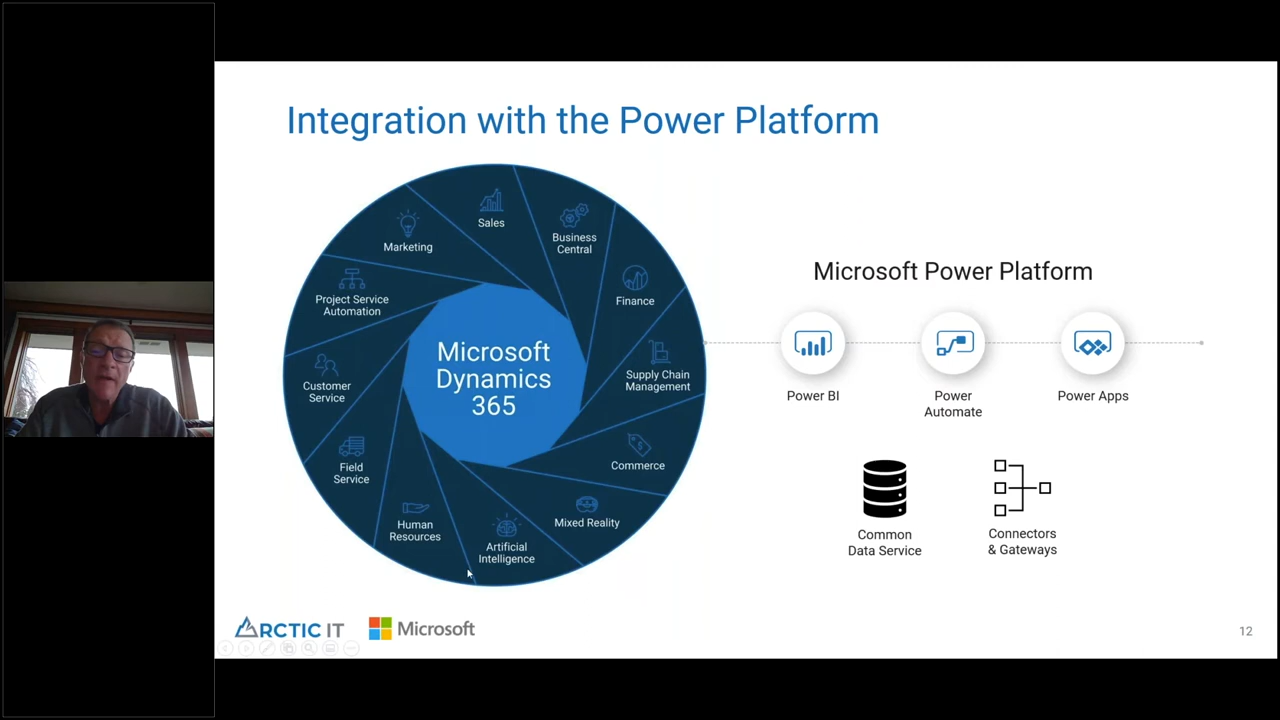 Integration with the Power Platform
Sales
Business
Central
Marketing
Finance
Project Service
Automation
Supply Chain
Management
Customer
Service
Commerce
Field
Service
Mixed Reality
Human
Resources
Artificial
Intelligence
Microsoft
Dynamics
365
Microsoft Power Platform
Power BI
Power
Automate
Power Apps
Common
Data Service
Connectors
& Gateways
ARCTIC IT
Microsoft
12